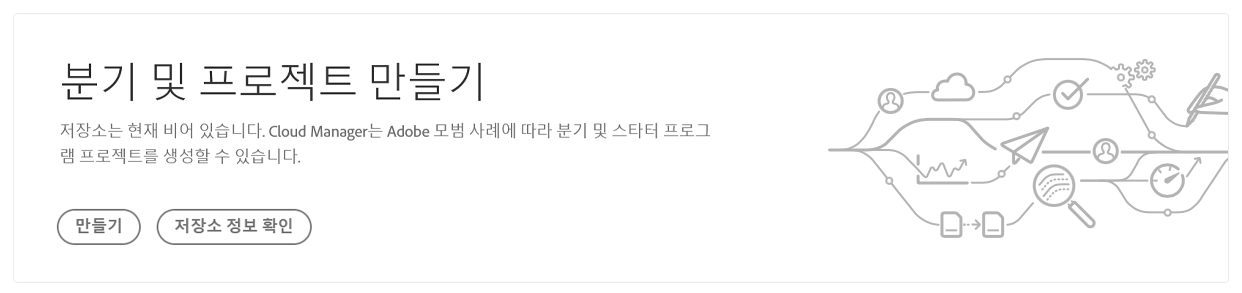 분기 및 프로젝트 만들기
저장소는 현재 비어 있습니다. Cloud Manager는 Adobe 모범 사례에 따라 분기 및 스타터 프로그
램 프로젝트를 생성할 수 있습니다.
만들기 저장소 정보 확인